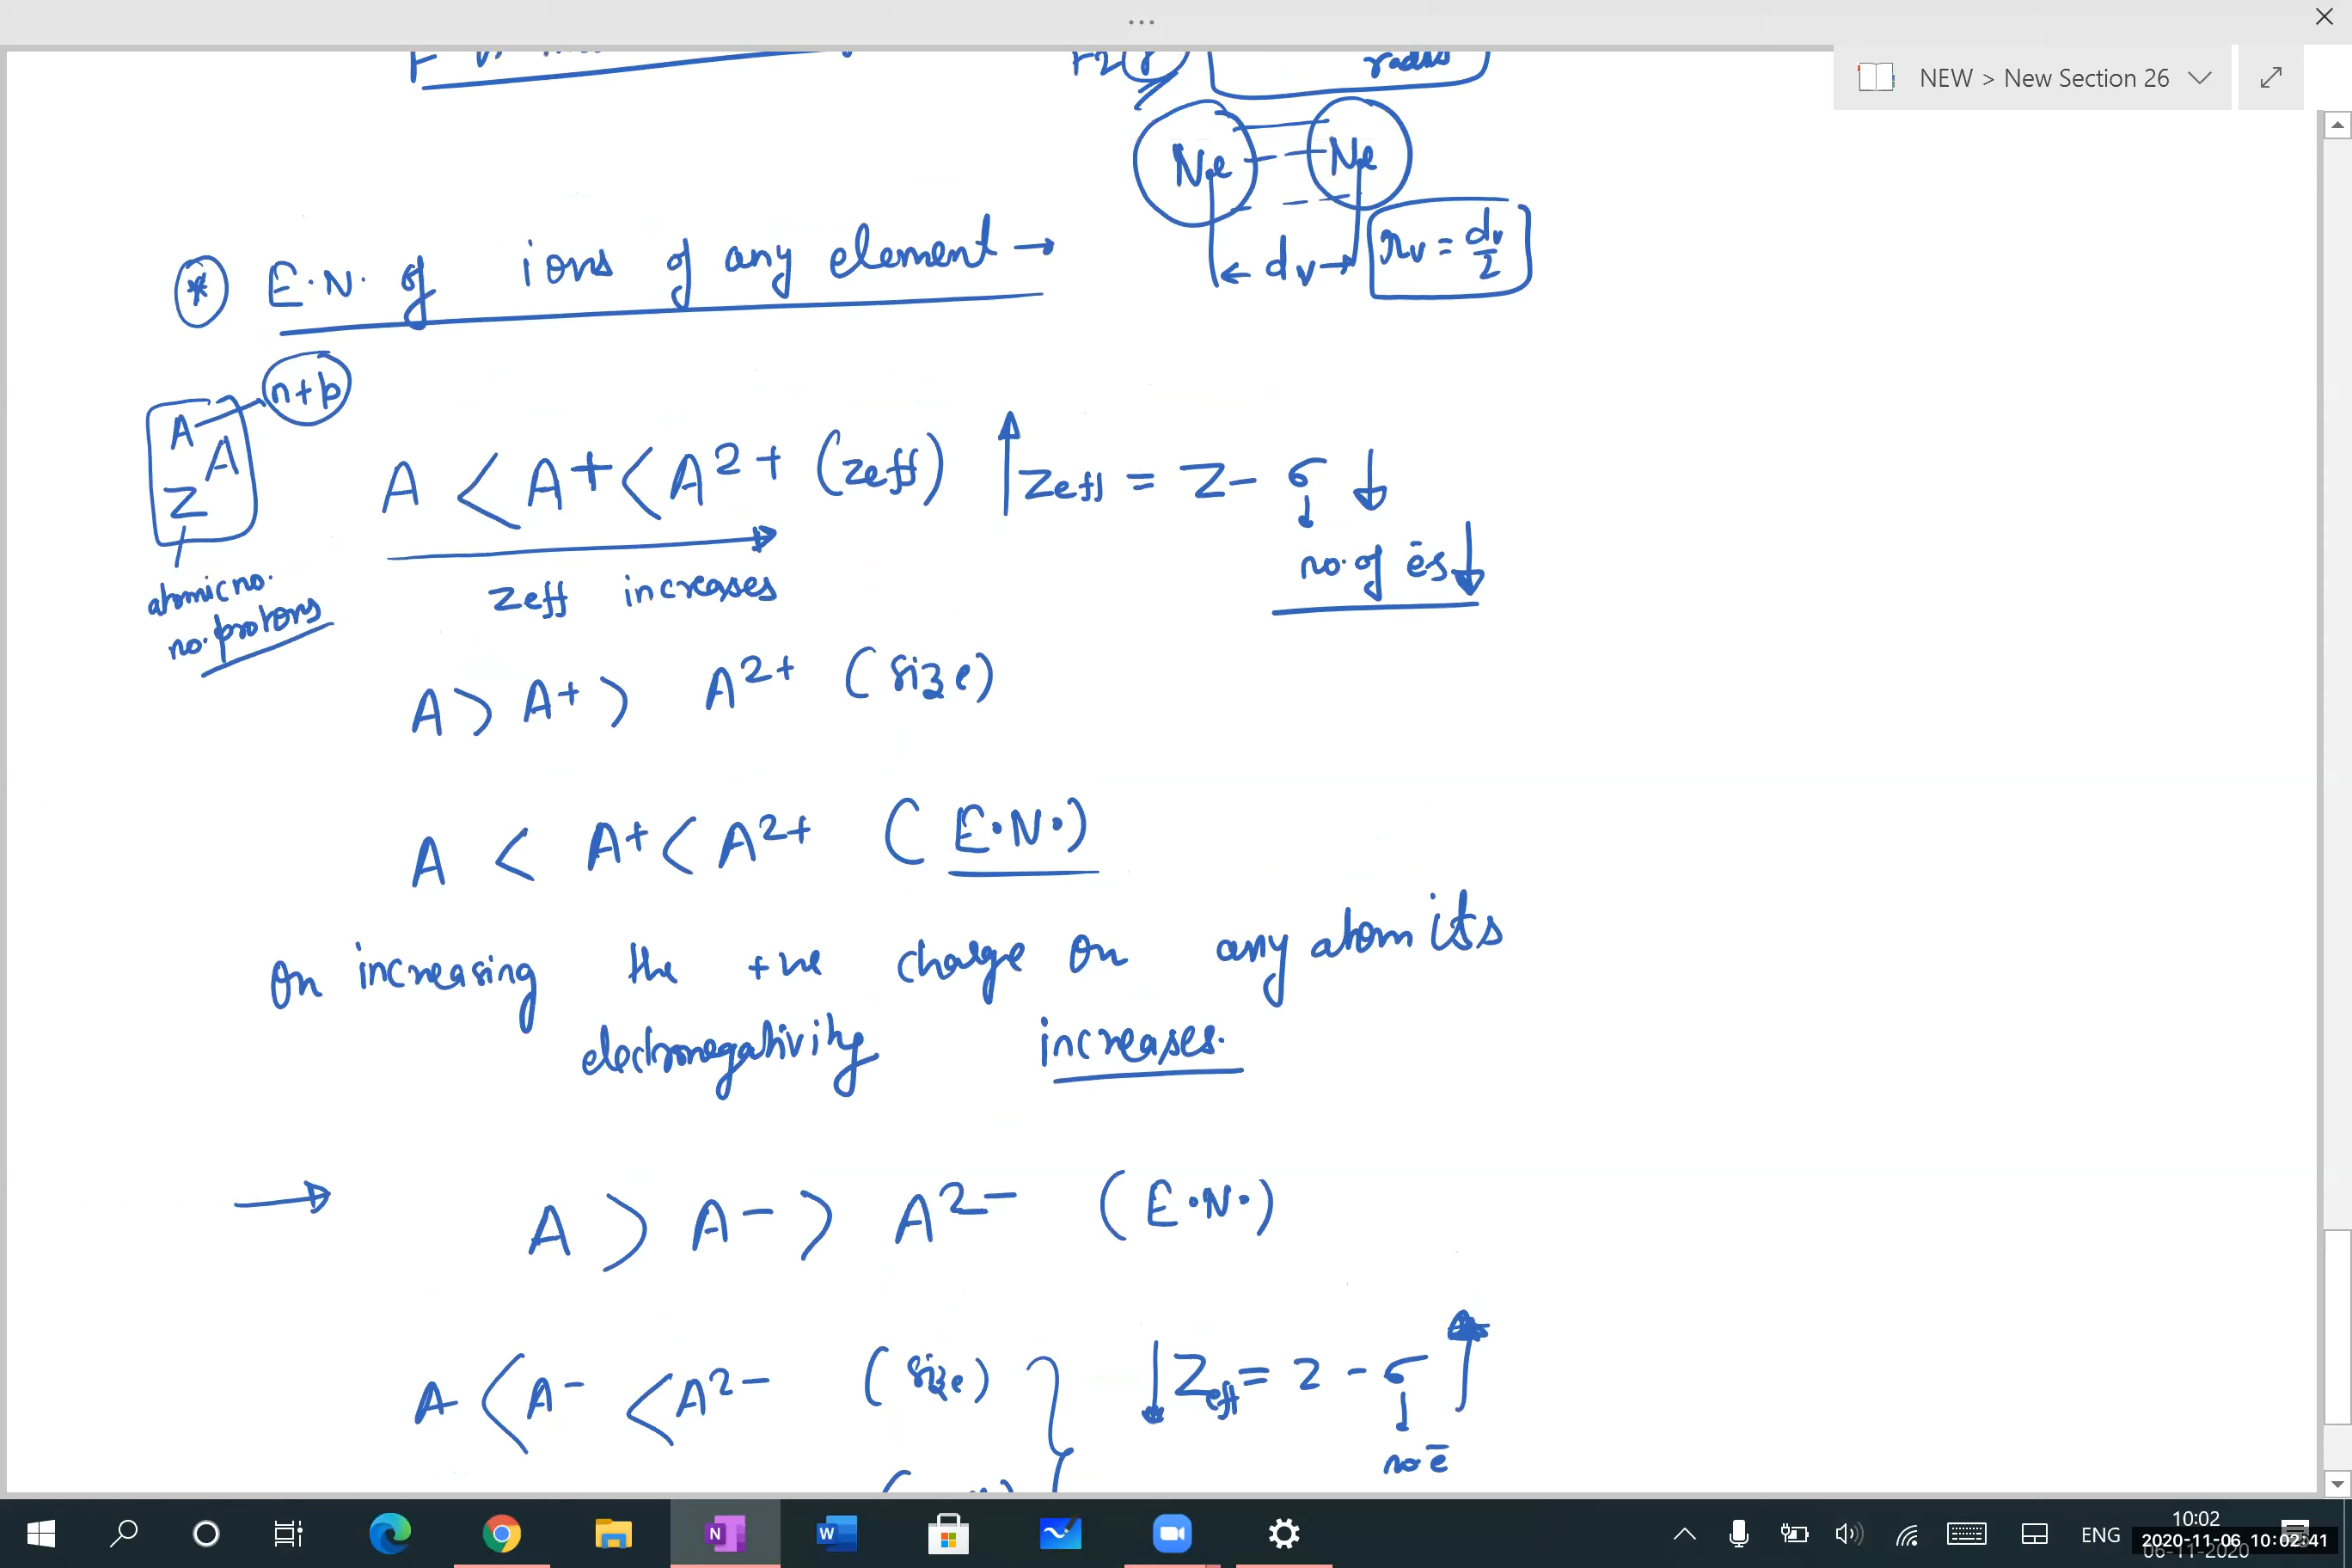 NEW > New Section 26
radius
Ne Ne
dv rv = dv/2
* E.N. of ions of any element →
n+p
A
A
Z
atomic no.
no. protons
A < A+ < A2+ (zeff) ↑ Zeff = Z - σ ↓
no. of ēs ↓
zeff increases
A > A+ > A2+ (size)
A < A+ < A2+ (E.N.)
On increasing the +ve charge on any atom its
electronegativity increases.
→ A > A- > A2- (E.N.)
A < A- < A2- (size) } ↓ Zeff = Z - σ ↑
no ē
ENG
10:02
06-11-2020
2020-11-06 10:02:41